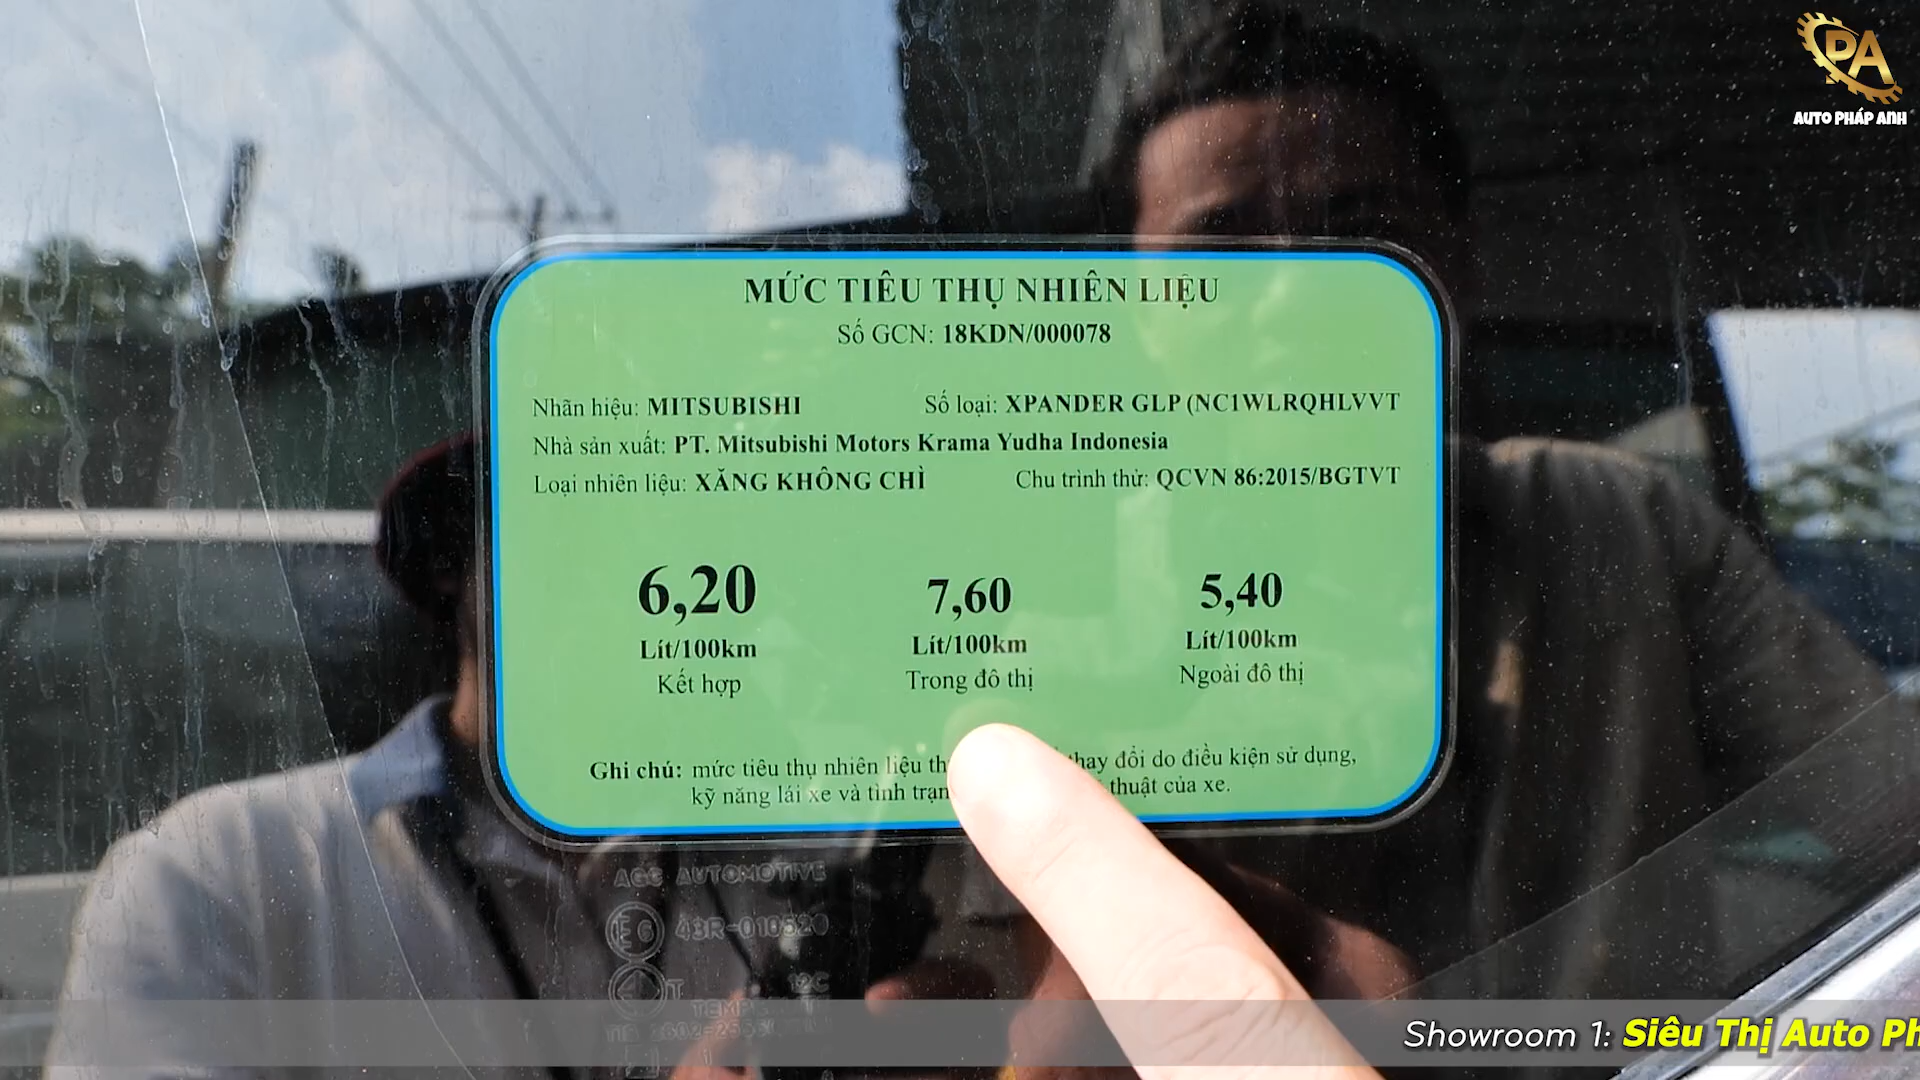 PA
AUTO PHÁP ANH
MỨC TIÊU THỤ NHIÊN LIỆU
Số GCN: 18KDN/000078
Nhãn hiệu: MITSUBISHI Số loại: XPANDER GLP (NC1WLRQHLVVT
Nhà sản xuất: PT. Mitsubishi Motors Krama Yudha Indonesia
Loại nhiên liệu: XĂNG KHÔNG CHÌ Chu trình thử: QCVN 86:2015/BGTVT
6,20 7,60 5,40
Lít/100km Lít/100km Lít/100km
Kết hợp Trong đô thị Ngoài đô thị
Ghi chú: mức tiêu thụ nhiên liệu thay đổi do điều kiện sử dụng,
kỹ năng lái xe và tình thuật của xe.
AGC AUTOMOTIVE
E6 43R-010520
Showroom 1: Siêu Thị Auto